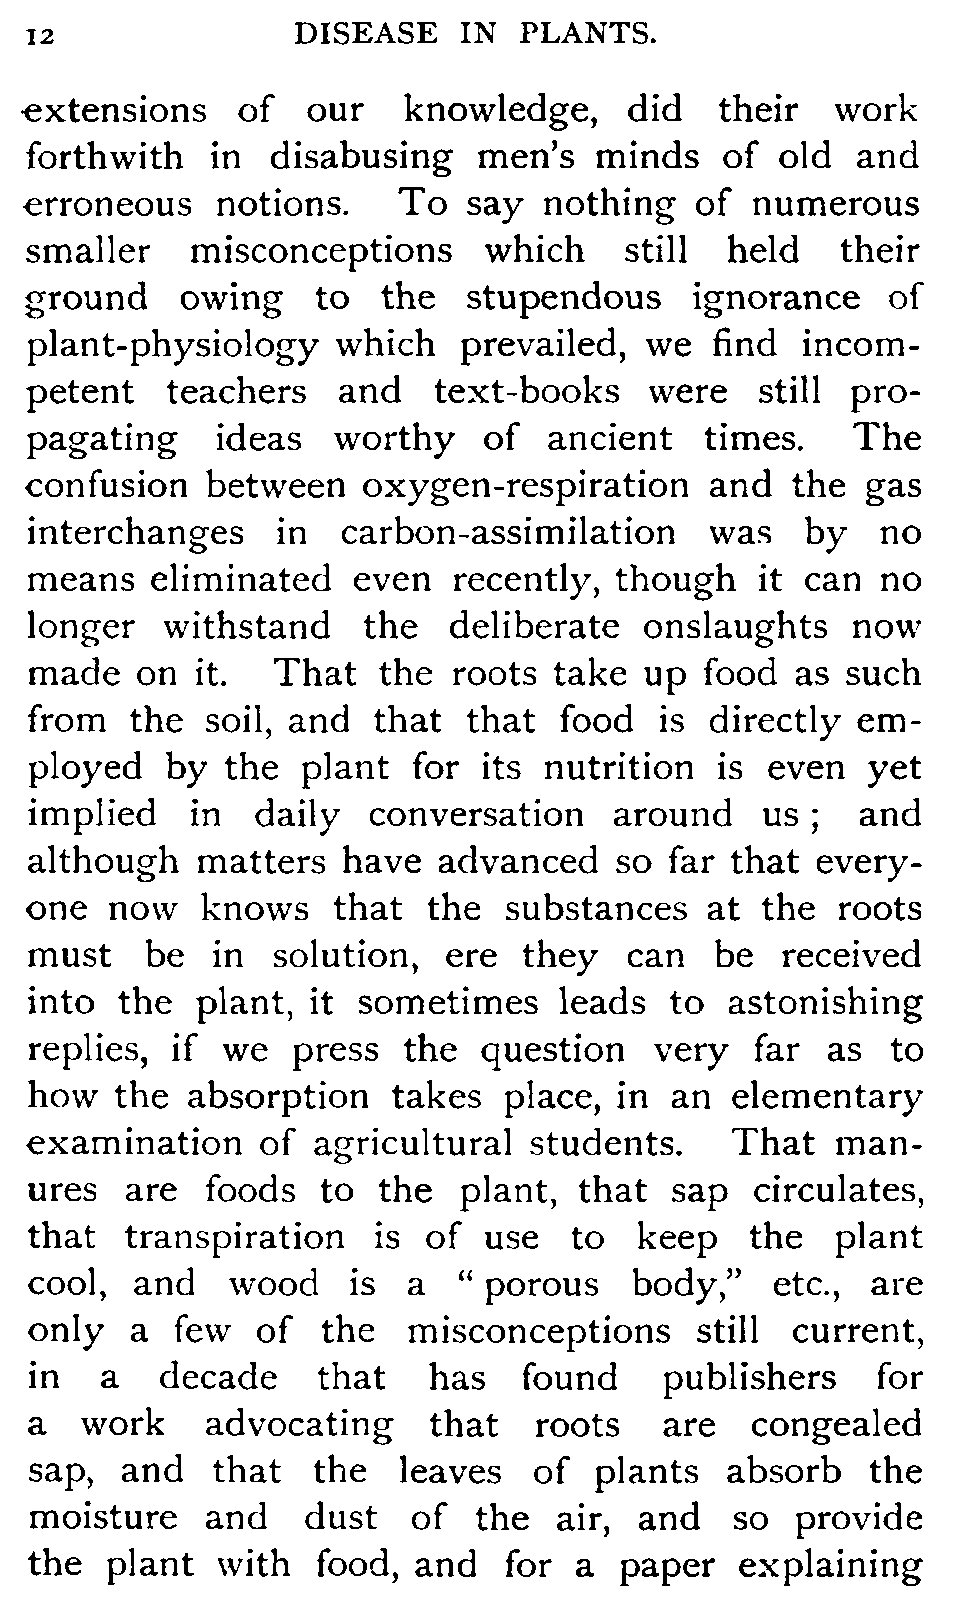 12 DISEASE IN PLANTS.
extensions of our knowledge, did their work
forthwith in disabusing men's minds of old and
erroneous notions. To say nothing of numerous
smaller misconceptions which still held their
ground owing to the stupendous ignorance of
plant-physiology which prevailed, we find incom-
petent teachers and text-books were still pro-
pagating ideas worthy of ancient times. The
confusion between oxygen-respiration and the gas
interchanges in carbon-assimilation was by no
means eliminated even recently, though it can no
longer withstand the deliberate onslaughts now
made on it. That the roots take up food as such
from the soil, and that that food is directly em-
ployed by the plant for its nutrition is even yet
implied in daily conversation around us ; and
although matters have advanced so far that every-
one now knows that the substances at the roots
must be in solution, ere they can be received
into the plant, it sometimes leads to astonishing
replies, if we press the question very far as to
how the absorption takes place, in an elementary
examination of agricultural students. That man-
ures are foods to the plant, that sap circulates,
that transpiration is of use to keep the plant
cool, and wood is a “porous body,” etc., are
only a few of the misconceptions still current,
in a decade that has found publishers for
a work advocating that roots are congealed
sap, and that the leaves of plants absorb the
moisture and dust of the air, and so provide
the plant with food, and for a paper explaining